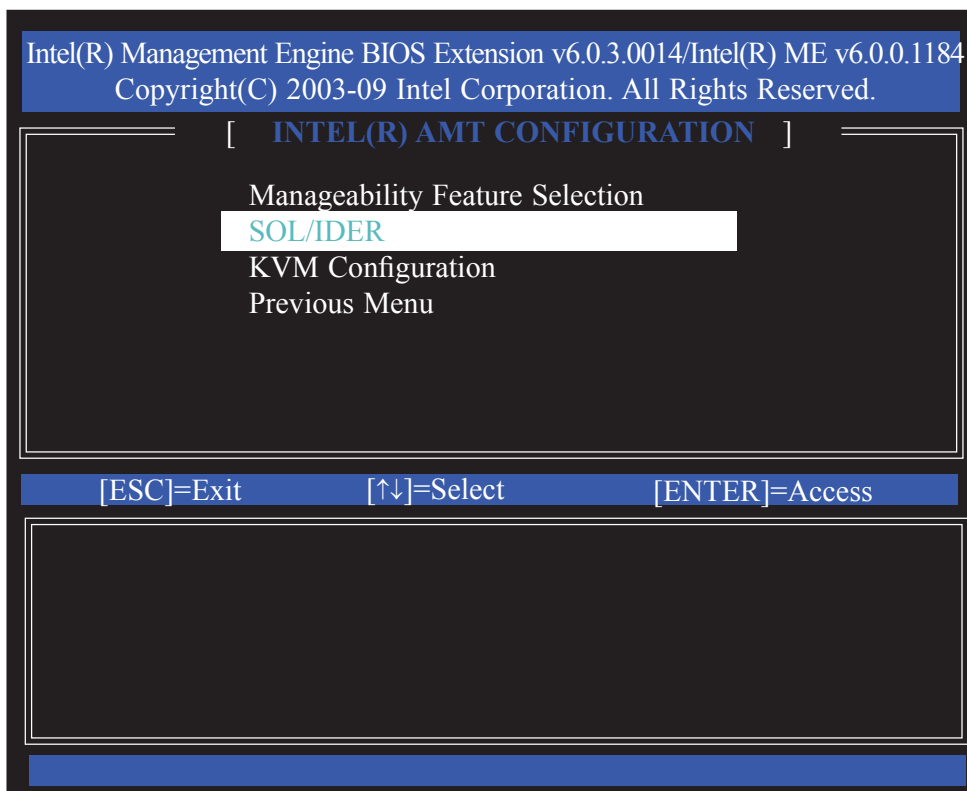 Intel(R) Management Engine BIOS Extension v6.0.3.0014/Intel(R) ME v6.0.0.1184
Copyright(C) 2003-09 Intel Corporation. All Rights Reserved.
[ INTEL(R) AMT CONFIGURATION ]
Manageability Feature Selection
SOL/IDER
KVM Configuration
Previous Menu
[ESC]=Exit [↑↓]=Select [ENTER]=Access